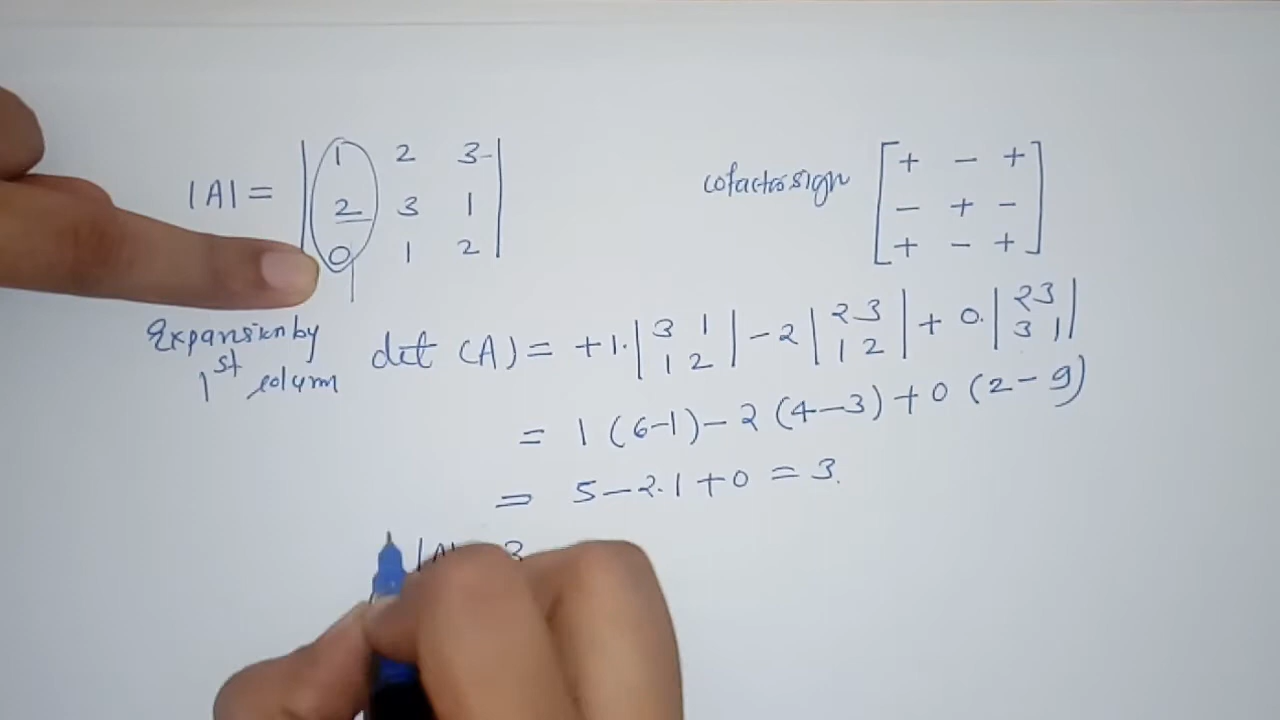 |A| = | 1 2 3 |
| 2 3 1 |
| 0 1 2 |
cofactor sign [ + − + ]
[ − + − ]
[ + − + ]
Expansion by
1st column
det (A) = +1. | 3 1 | − 2 | 2 3 | + 0. | 2 3 |
| 1 2 | | 1 2 | | 3 1 |
= 1 (6−1) − 2 (4−3) + 0 (2−9)
= 5 − 2.1 + 0 = 3.
|A| 3